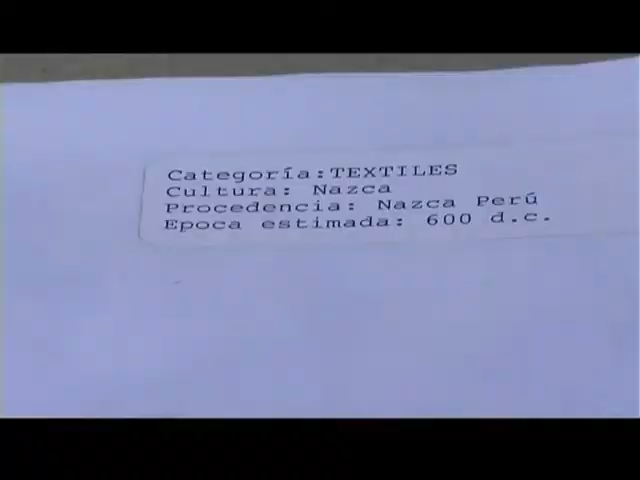 Categoría:TEXTILES
Cultura: Nazca
Procedencia: Nazca Perú
Epoca estimada: 600 d.c.